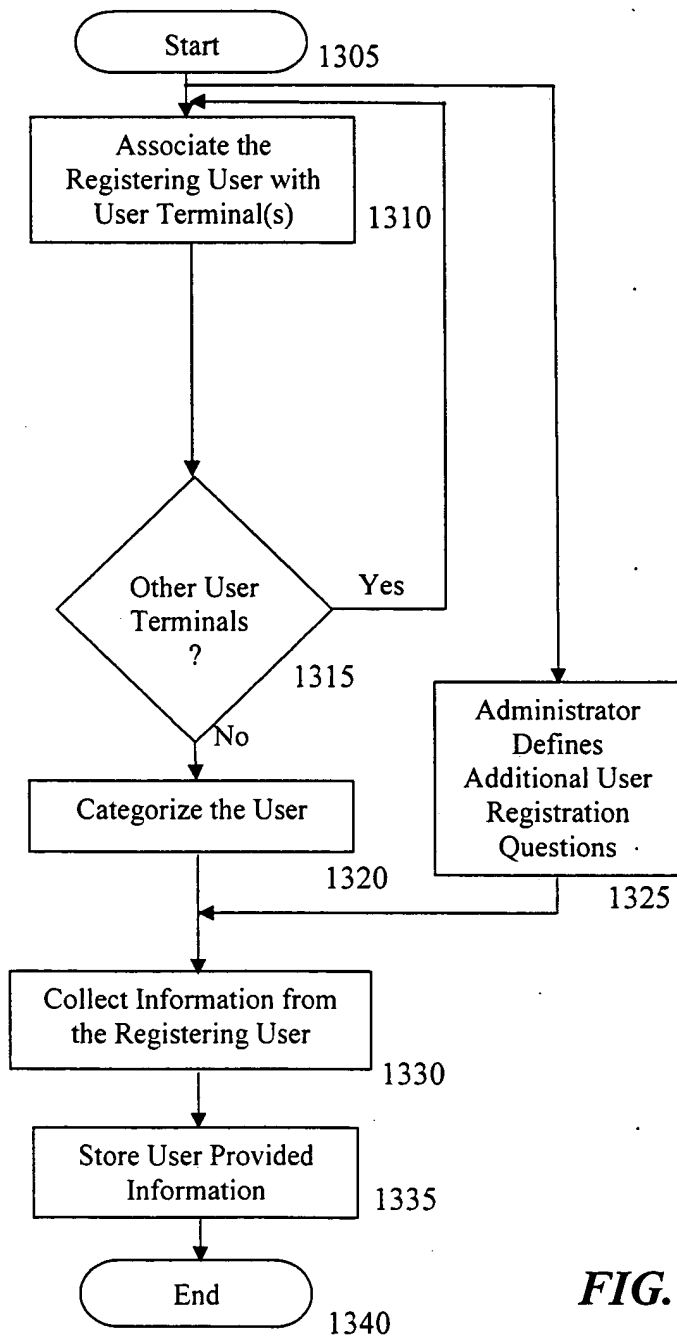 Start
1305
Associate the
Registering User with
User Terminal(s)
1310
Other User
Terminals
?
Yes
1315
No
Administrator
Defines
Additional User
Registration
Questions
1325
Categorize the User
1320
Collect Information from
the Registering User
1330
Store User Provided
Information
1335
End
1340
FIG.